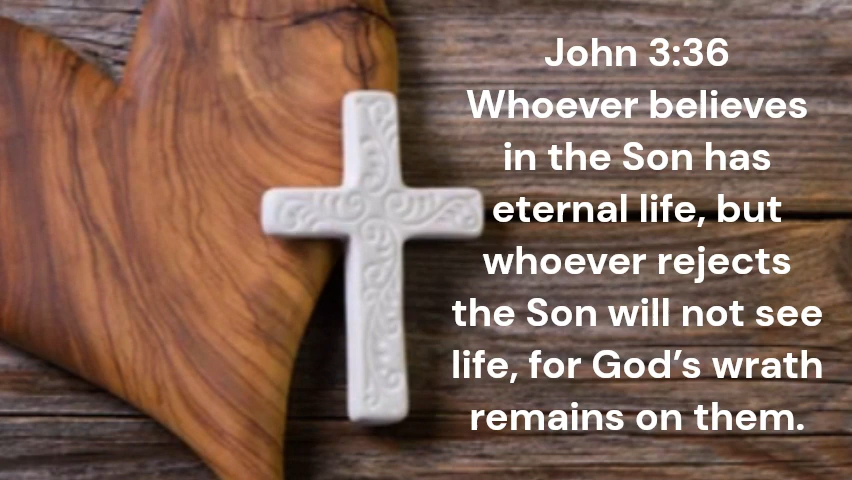 John 3:36
Whoever believes
in the Son has
eternal life, but
whoever rejects
the Son will not see
life, for God’s wrath
remains on them.